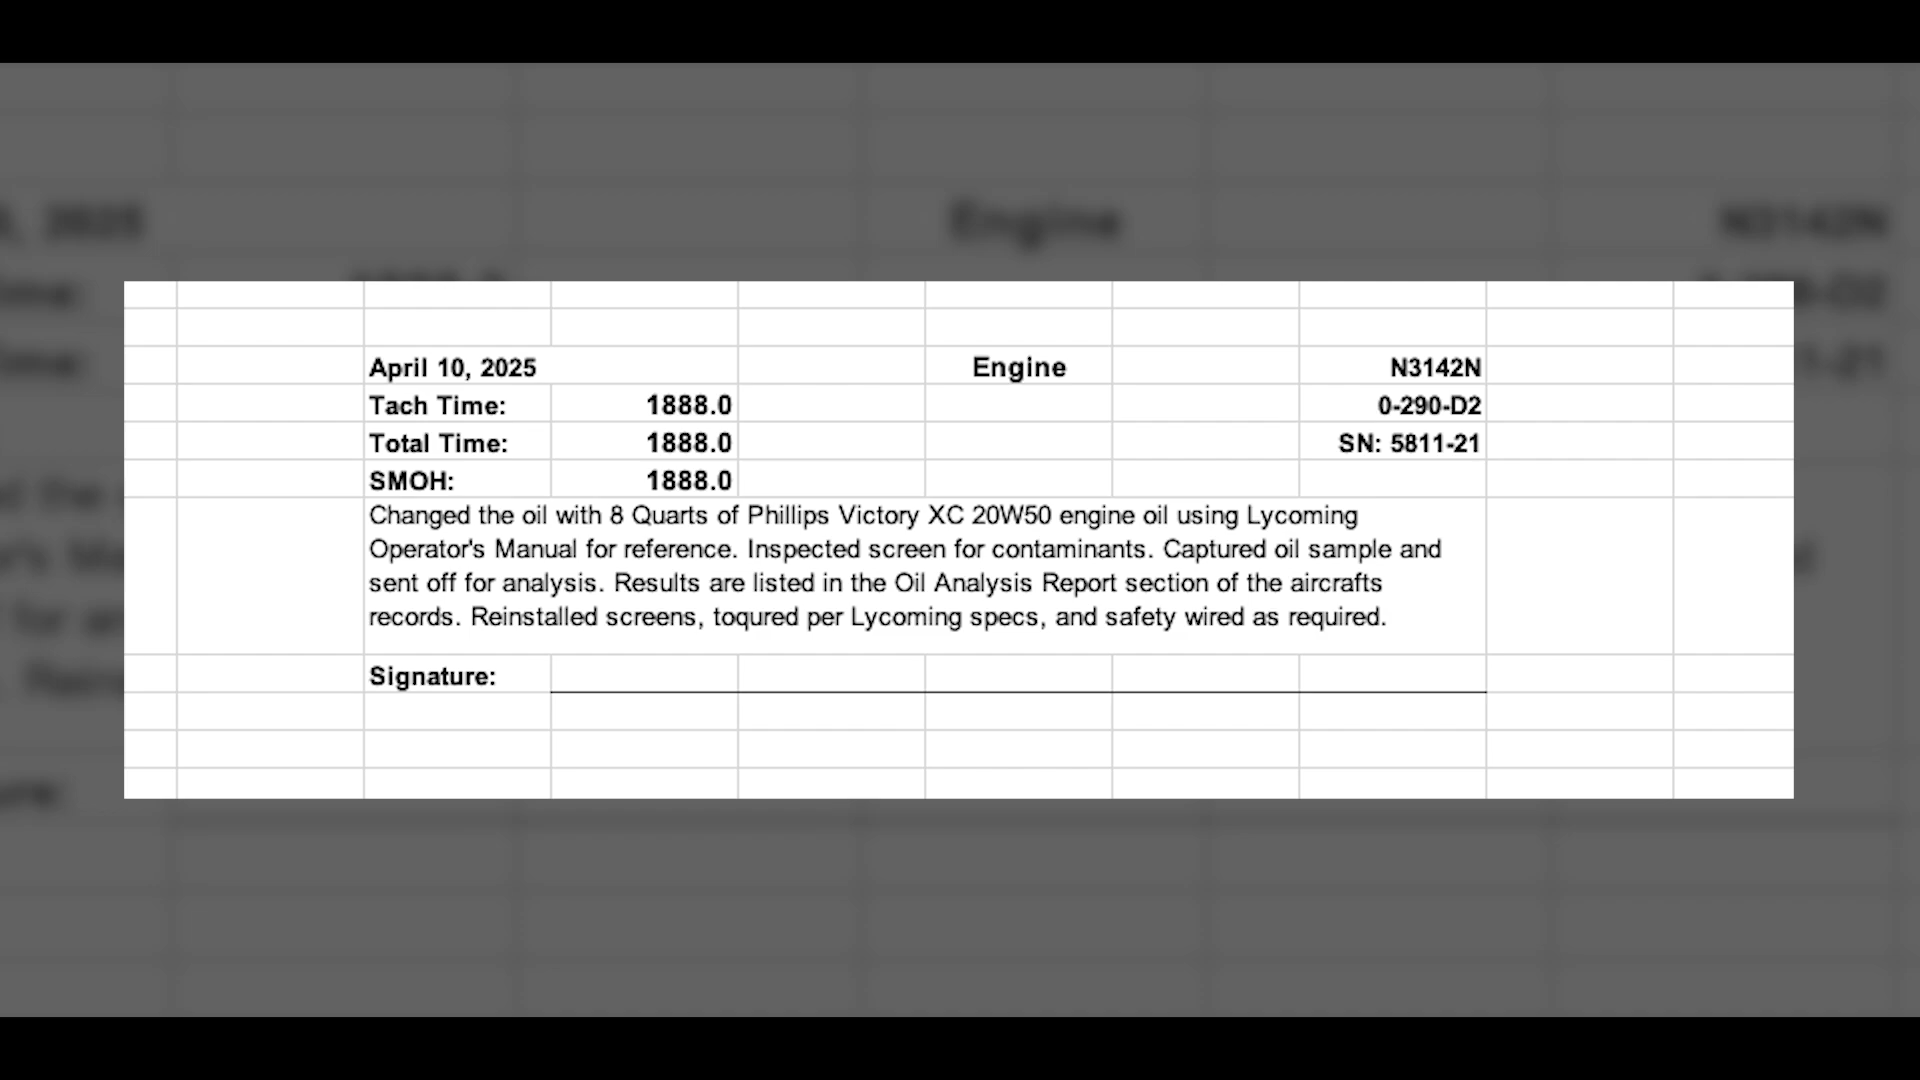 April 10, 2025 Engine N3142N
Tach Time: 1888.0 0-290-D2
Total Time: 1888.0 SN: 5811-21
SMOH: 1888.0
Changed the oil with 8 Quarts of Phillips Victory XC 20W50 engine oil using Lycoming
Operator's Manual for reference. Inspected screen for contaminants. Captured oil sample and
sent off for analysis. Results are listed in the Oil Analysis Report section of the aircrafts
records. Reinstalled screens, toqured per Lycoming specs, and safety wired as required.
Signature: